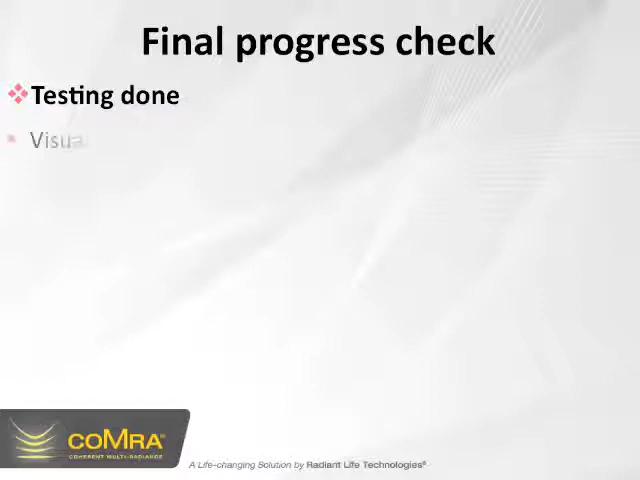 Final progress check
Testing done
coMra®
COHERENT MULTI-RADIANCE
A Life-changing Solution by Radiant Life Technologies®